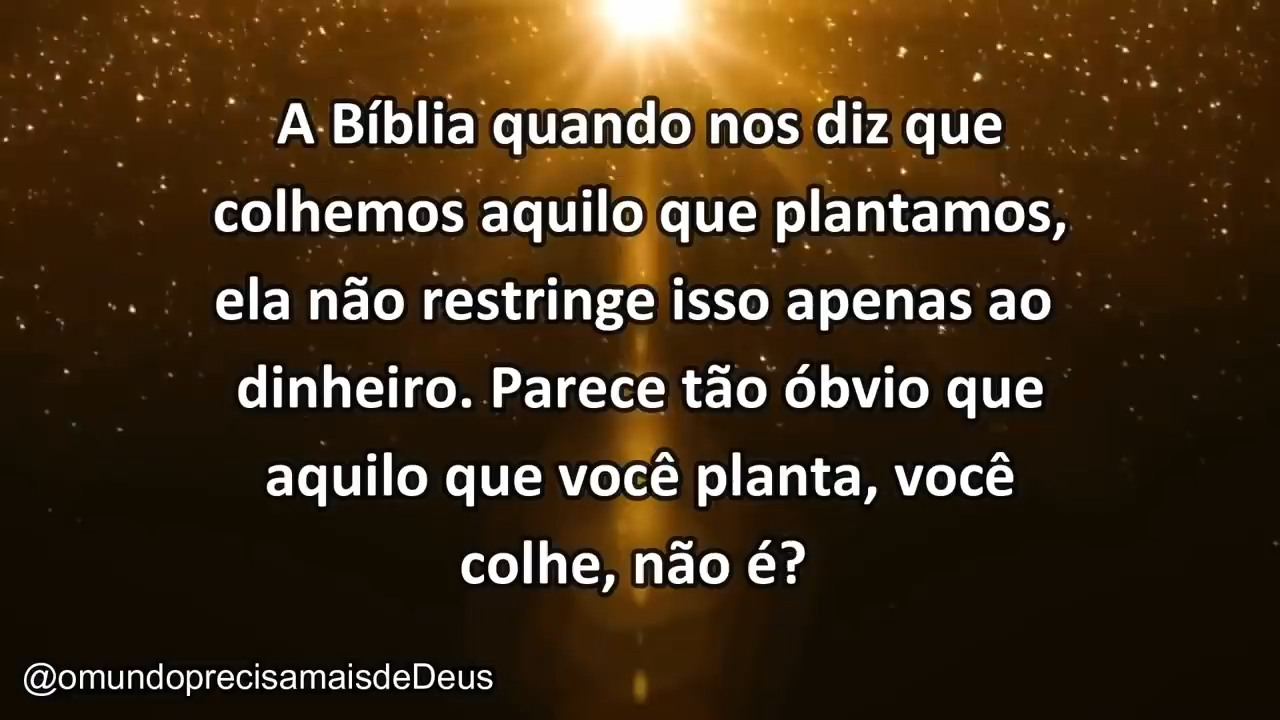 A Bíblia quando nos diz que
colhemos aquilo que plantamos,
ela não restringe isso apenas ao
dinheiro. Parece tão óbvio que
aquilo que você planta, você
colhe, não é?
@omundoprecisamaisdeDeus